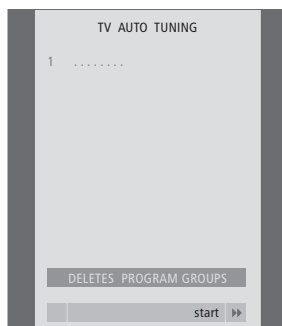 TV AUTO TUNING
1 . . . . . . . .
DELETES PROGRAM GROUPS
start